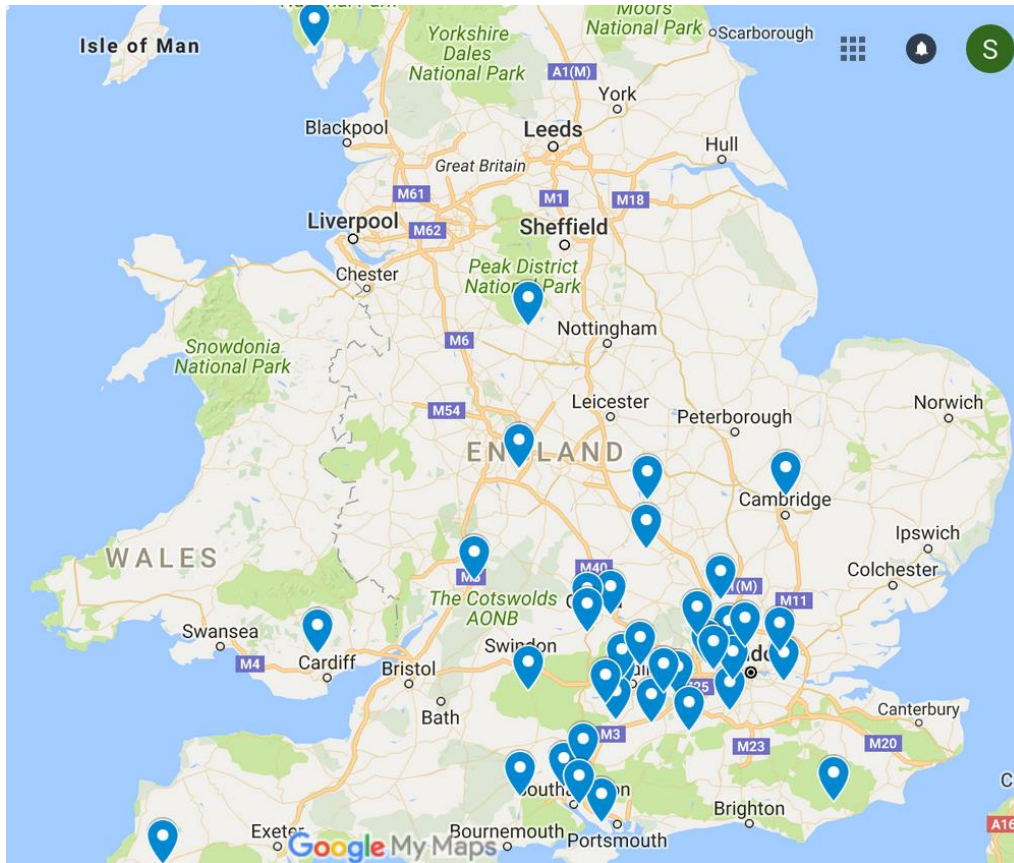 National Park
Moors
National Park
Isle of Man
Yorkshire
Dales
National Park
Scarborough
S
A1(M)
York
Blackpool
Leeds
Hull
Great Britain
M61
M1
M18
Liverpool
M62
Sheffield
Chester
Peak District
National Park
Nottingham
M6
Snowdonia
National Park
M54
Leicester
Peterborough
Norwich
ENGLAND
Cambridge
Ipswich
WALES
M40
M5
1(M)
Colchester
M11
The Cotswolds
AONB
Swansea
Swindon
M4
Cardiff
Bristol
M25
Bath
Canterbury
M3
M23
M20
Brighton
Exeter
Bournemouth
Portsmouth
A16
Google My Maps